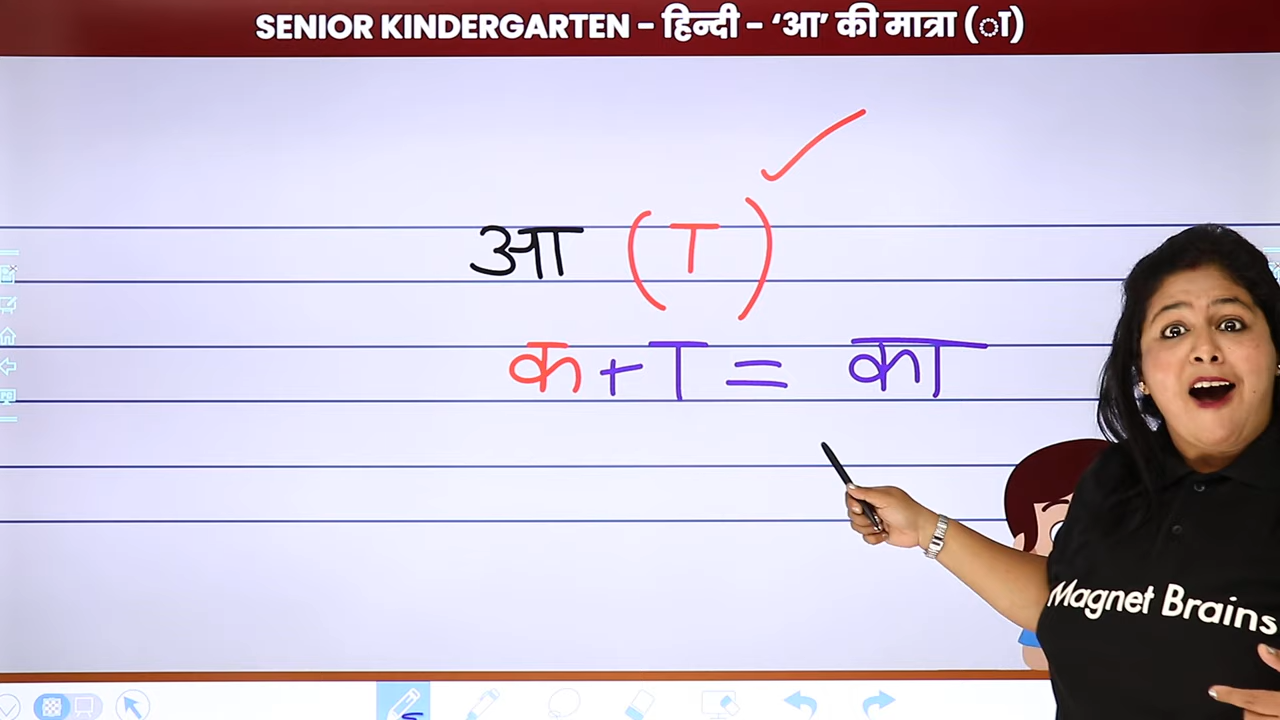 SENIOR KINDERGARTEN - हिन्दी - ‘आ’ की मात्रा (ा)
आ (ा)
क + ा = का
Magnet Brains